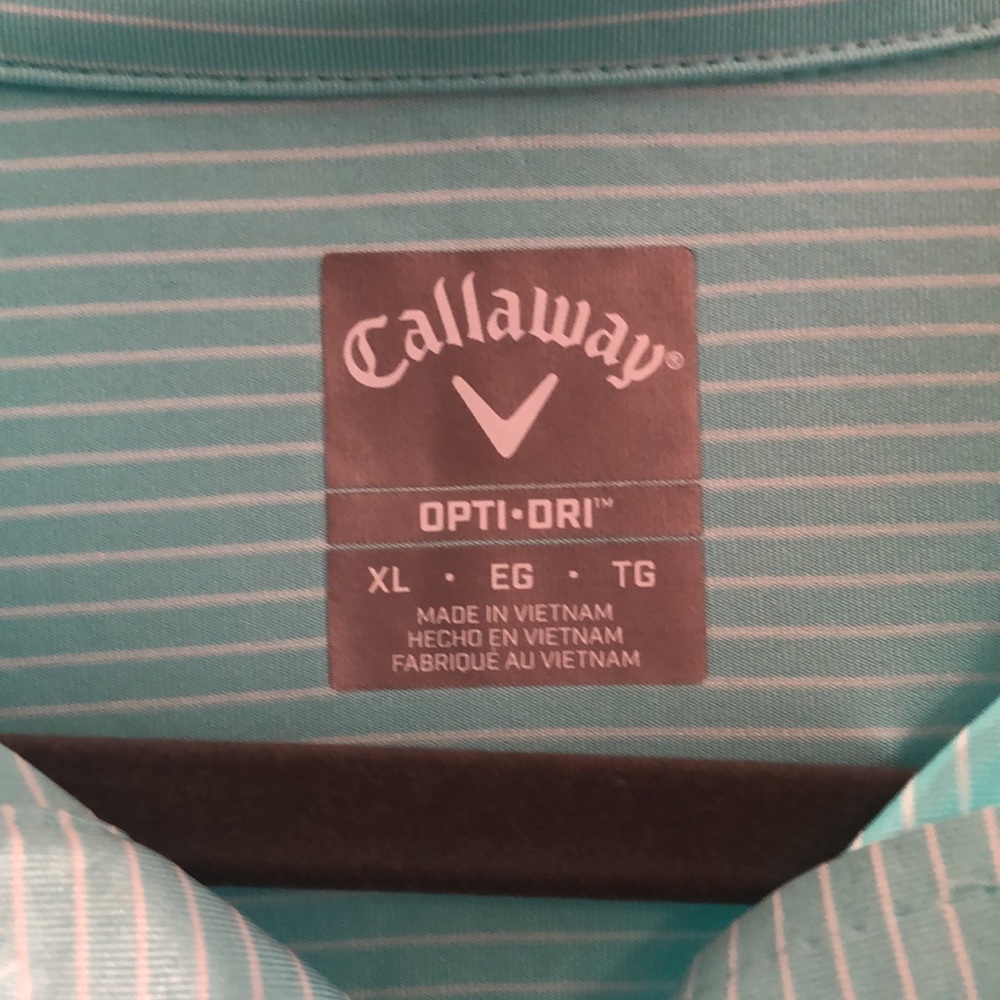 Callaway®
OPTI·DRI™
XL · EG · TG
MADE IN VIETNAM
HECHO EN VIETNAM
FABRIQUÉ AU VIETNAM